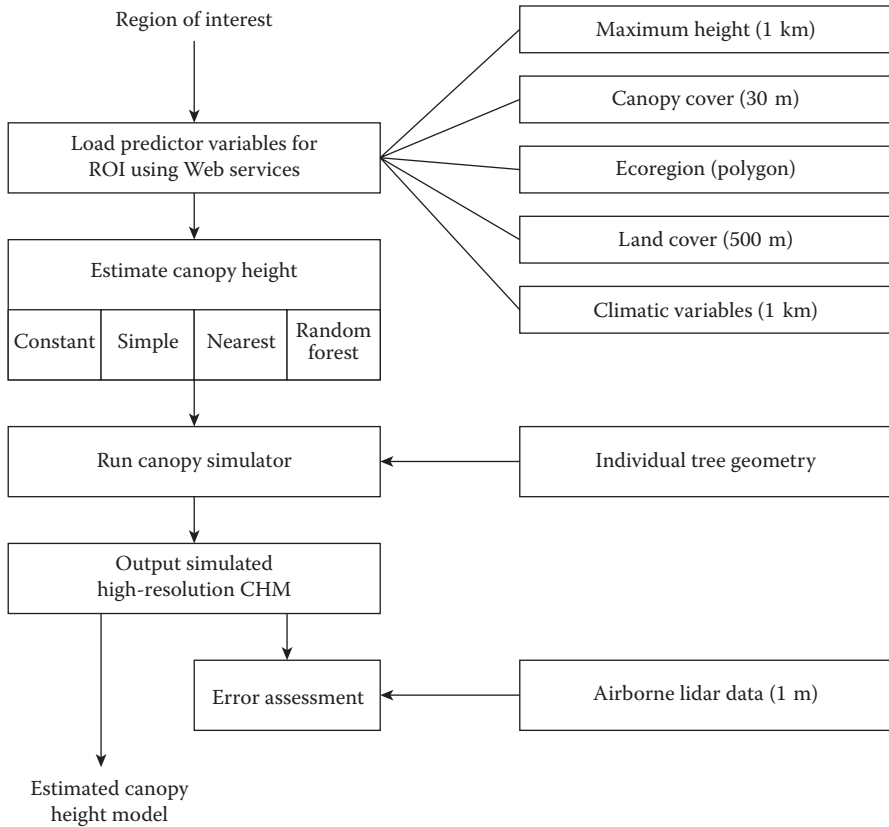 Region of interest
Maximum height (1 km)
Canopy cover (30 m)
Load predictor variables for
ROI using Web services
Ecoregion (polygon)
Land cover (500 m)
Estimate canopy height
Climatic variables (1 km)
Constant
Simple
Nearest
Random
forest
Run canopy simulator
Individual tree geometry
Output simulated
high-resolution CHM
Error assessment
Airborne lidar data (1 m)
Estimated canopy
height model